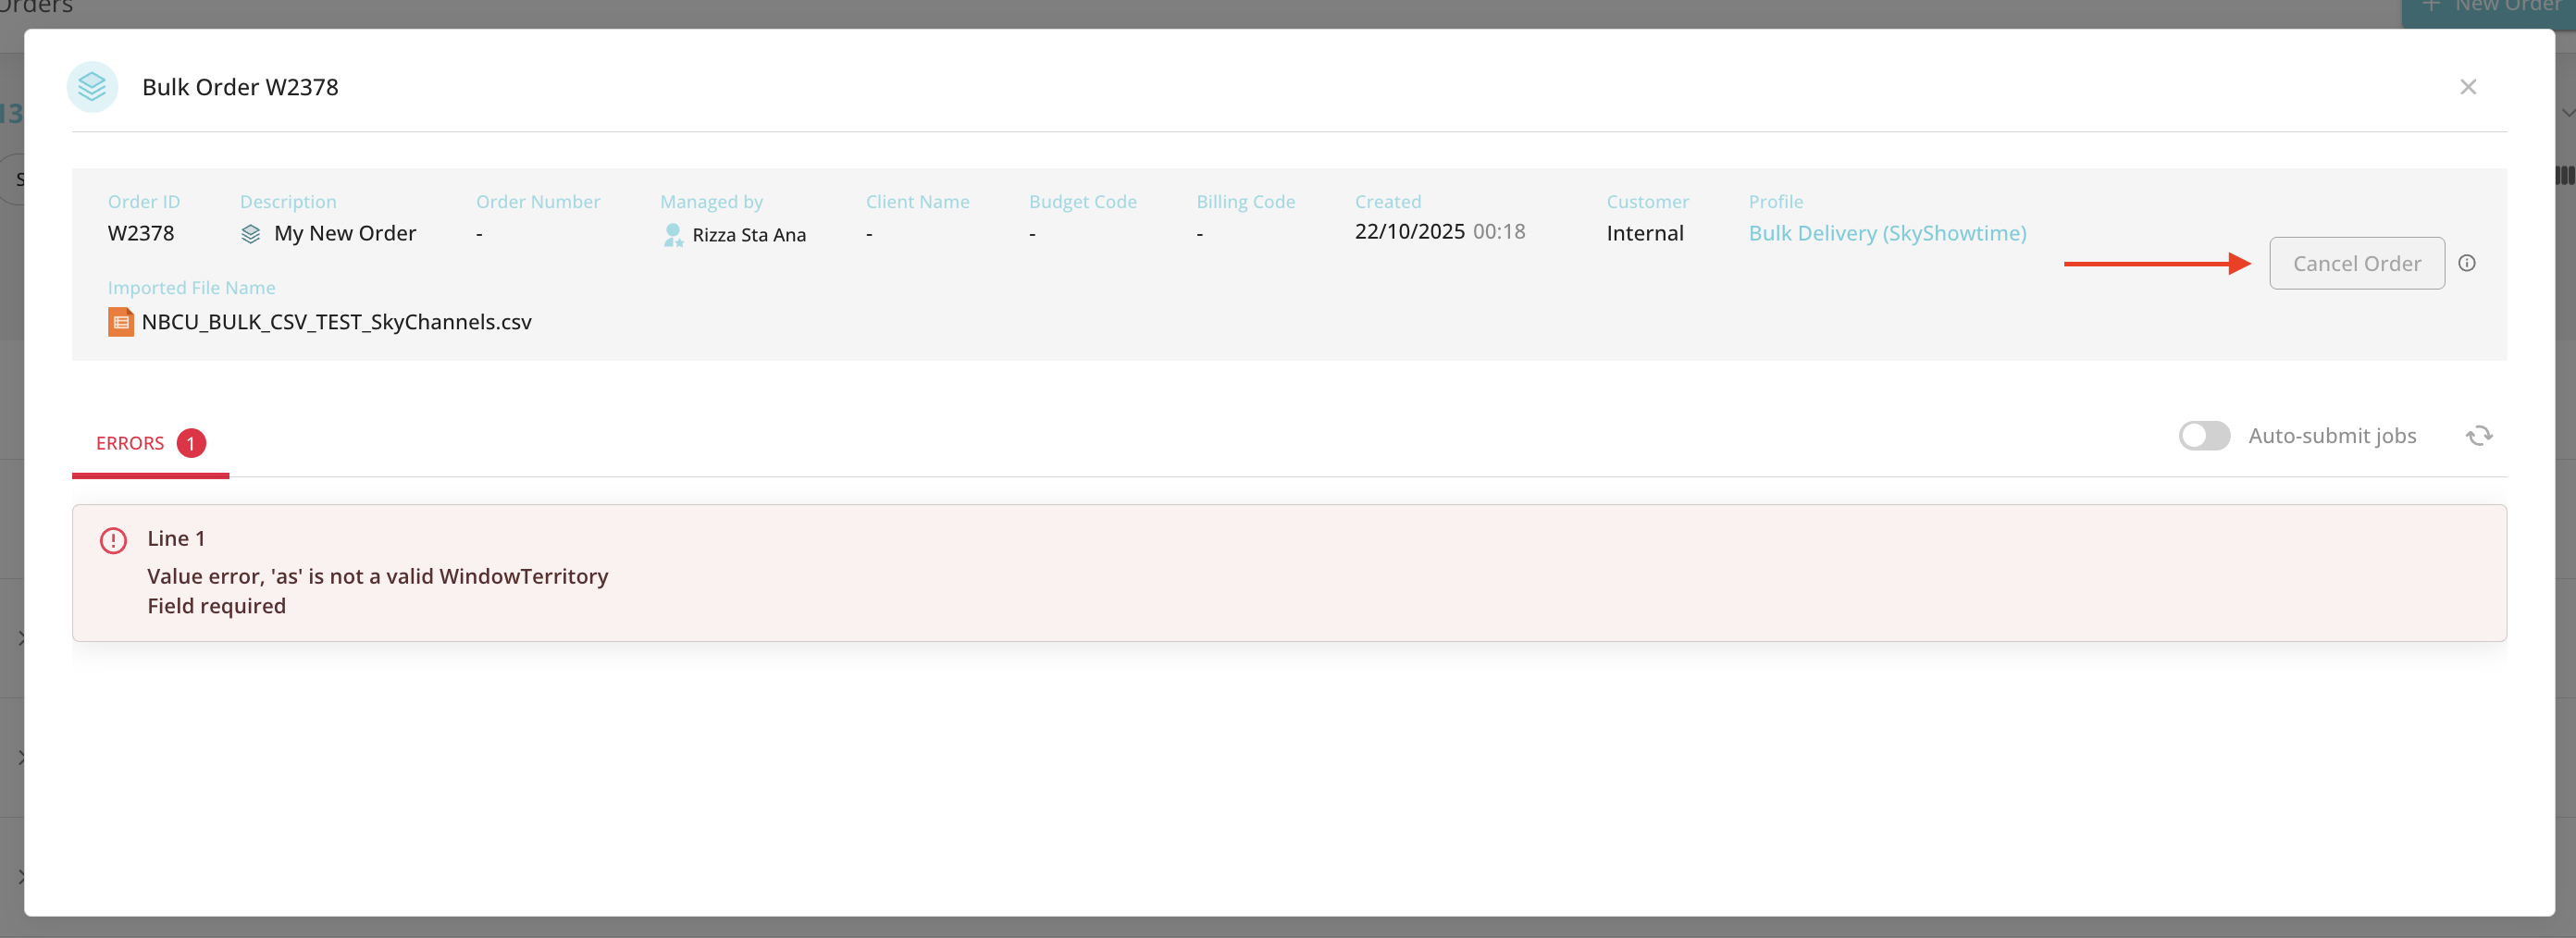 Orders
New Order
Bulk Order W2378
13
S
Order ID
Description
Order Number
Managed by
Client Name
Budget Code
Billing Code
Created
Customer
Profile
W2378
My New Order
-
Rizza Sta Ana
-
-
-
22/10/2025 00:18
Internal
Bulk Delivery (SkyShowtime)
Cancel Order
Imported File Name
NBCU_BULK_CSV_TEST_SkyChannels.csv
ERRORS 1
Auto-submit jobs
Line 1
Value error, 'as' is not a valid WindowTerritory
Field required